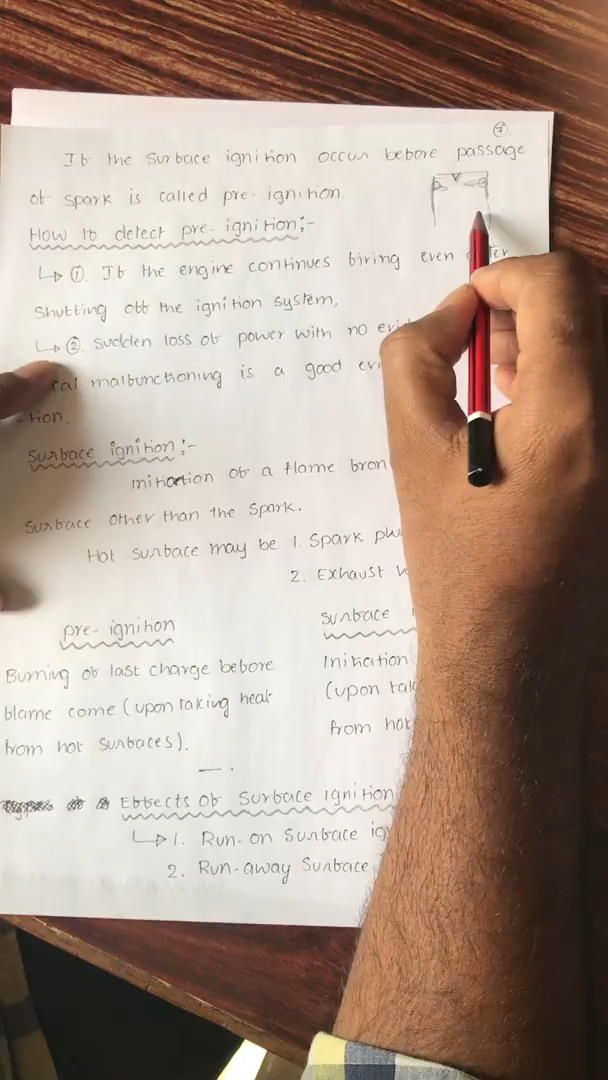 7.
If the surface ignition occur before passage
of spark is called pre-ignition.
How to detect pre-ignition:-
↳ ①. If the engine continues firing even
shutting off the ignition system,
↳ ②. Sudden loss of power with no
cal malfunctioning is a good
tion.
Surface ignition:-
initiation of a flame from
surface other than the spark.
Hot surface may be 1. Spark
2. Exhaust
pre-ignition
Burning of last charge before
flame come (upon taking heat
from hot surfaces).
surface
Initiation
(upon
from hot
Effects of Surface Ignition
↳ 1. Run-on Surface
2. Run-away Surface